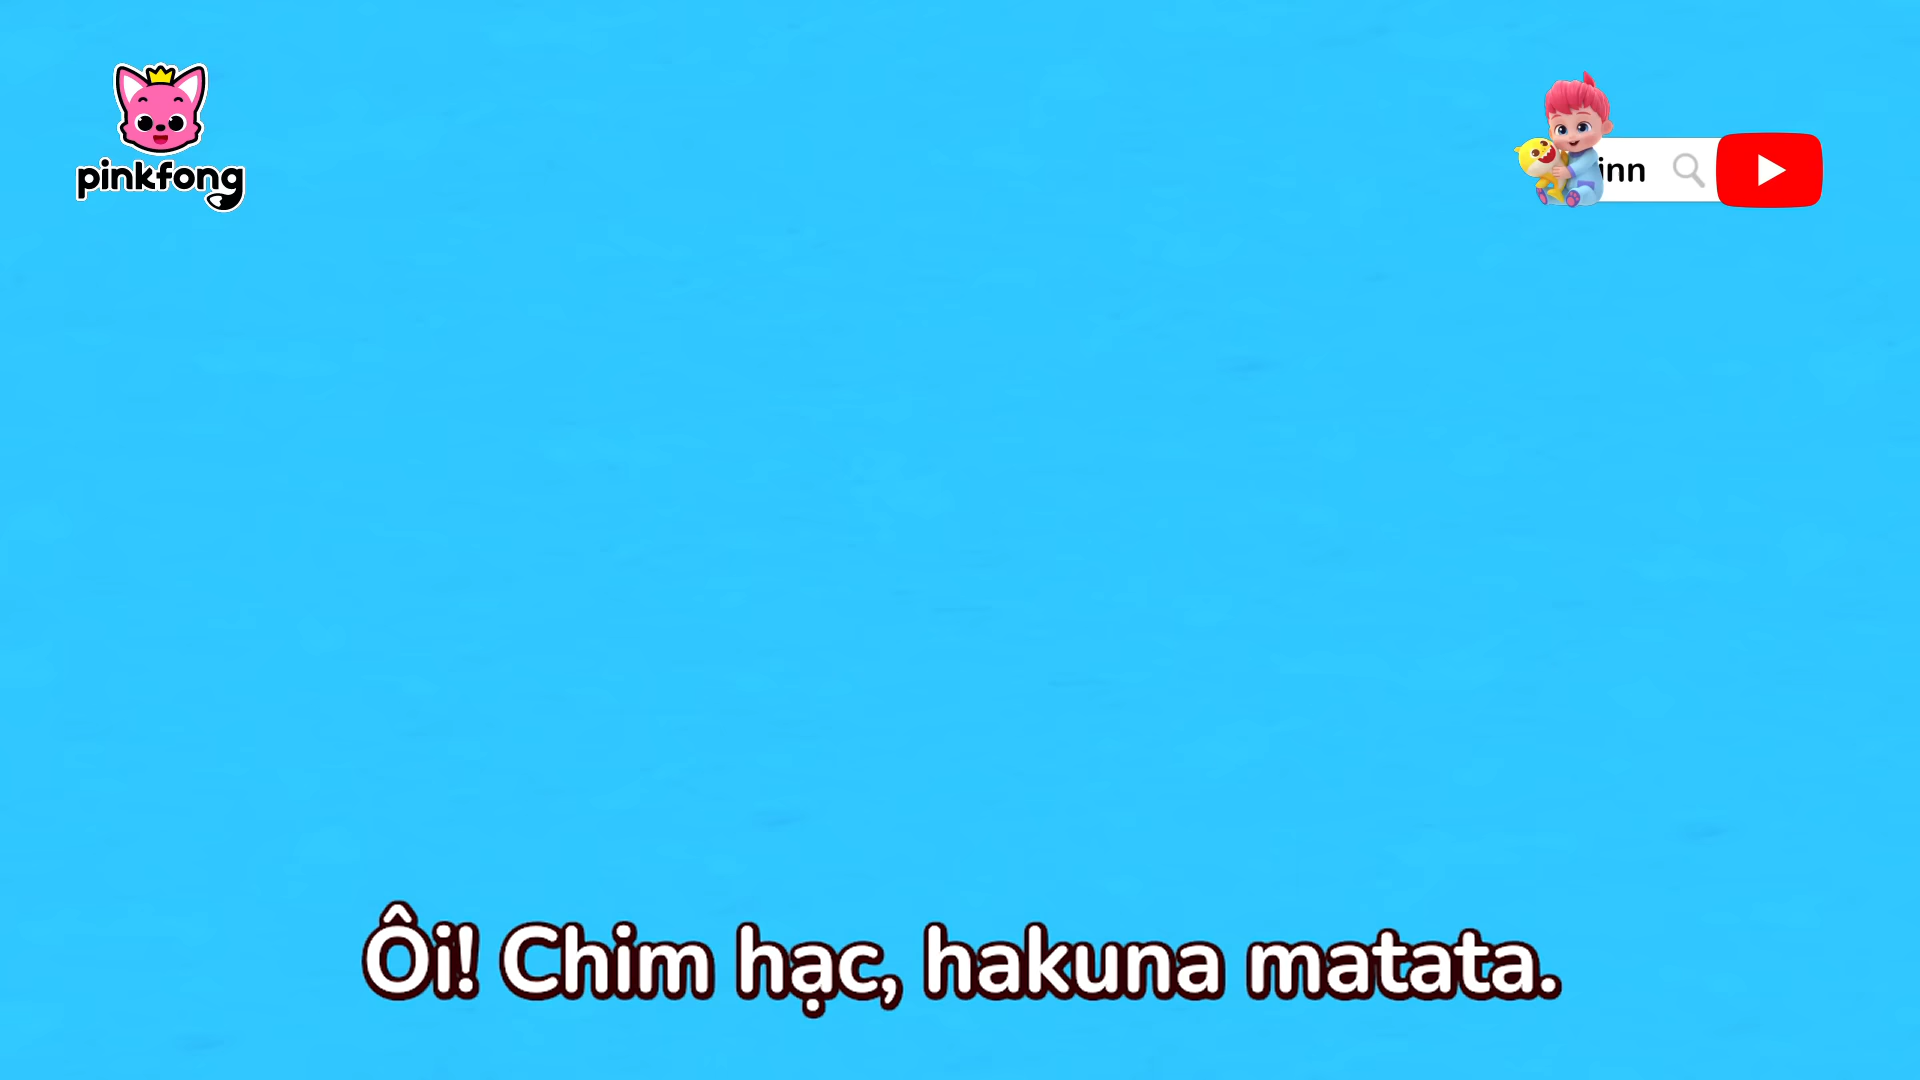 pinkfong
inn
Ôi! Chim hạc, hakuna matata.